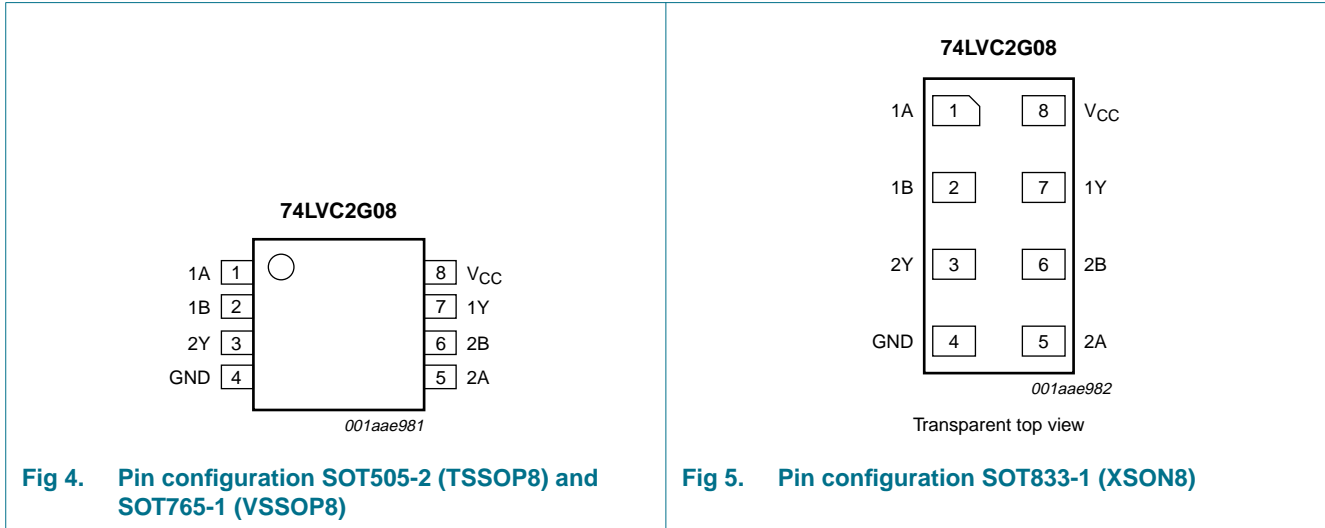 74LVC2G08
1A 1 8 VCC
1B 2 7 1Y
2Y 3 6 2B
GND 4 5 2A
001aae981
Fig 4. Pin configuration SOT505-2 (TSSOP8) and
SOT765-1 (VSSOP8)
74LVC2G08
1A 1 8 VCC
1B 2 7 1Y
2Y 3 6 2B
GND 4 5 2A
001aae982
Transparent top view
Fig 5. Pin configuration SOT833-1 (XSON8)